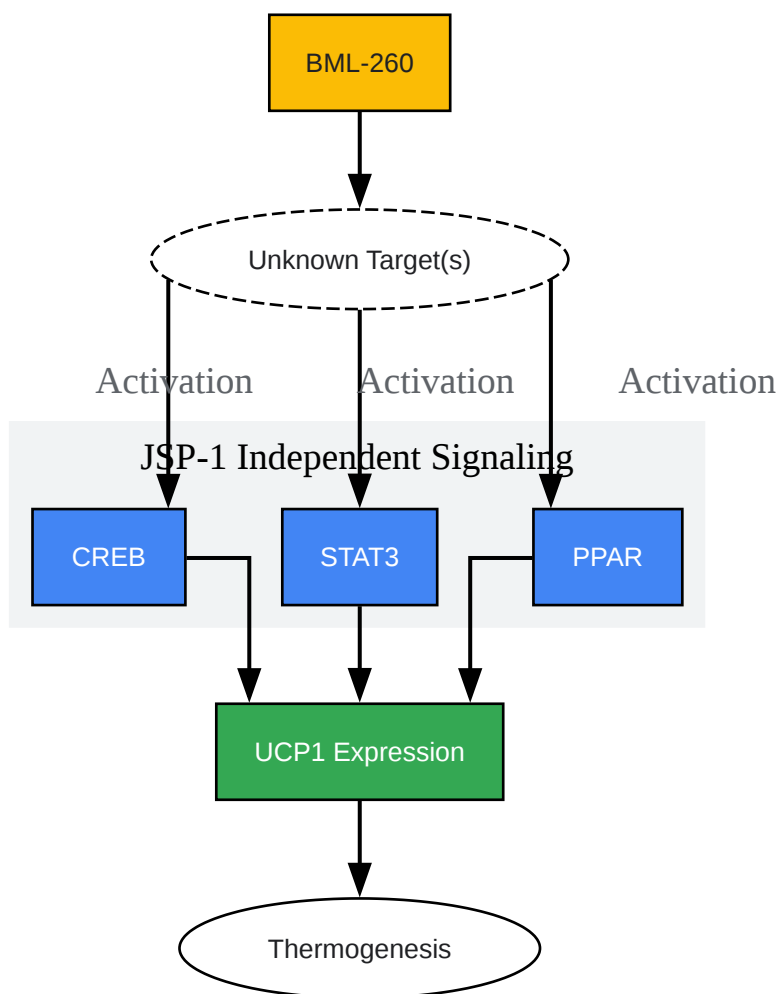 BML-260
Unknown Target(s)
Activation
Activation
Activation
JSP-1 Independent Signaling
CREB
STAT3
PPAR
UCP1 Expression
Thermogenesis